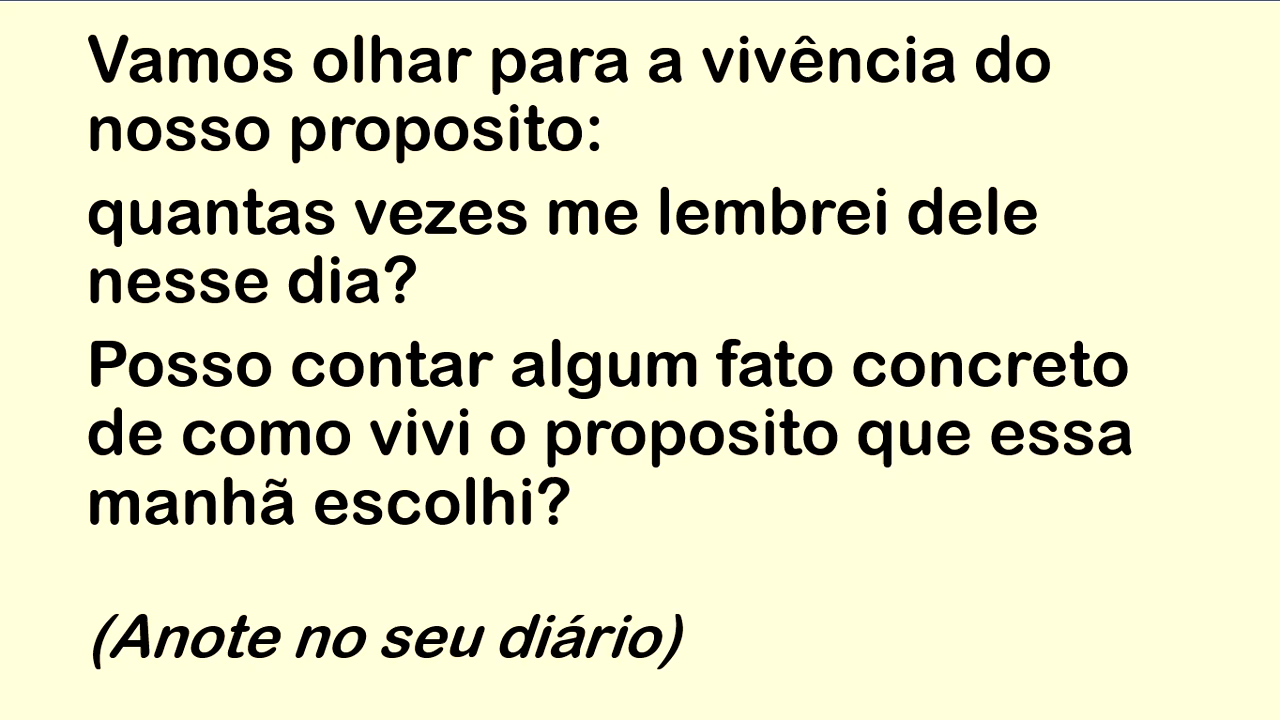 Vamos olhar para a vivência do
nosso proposito:
quantas vezes me lembrei dele
nesse dia?
Posso contar algum fato concreto
de como vivi o proposito que essa
manhã escolhi?
(Anote no seu diário)